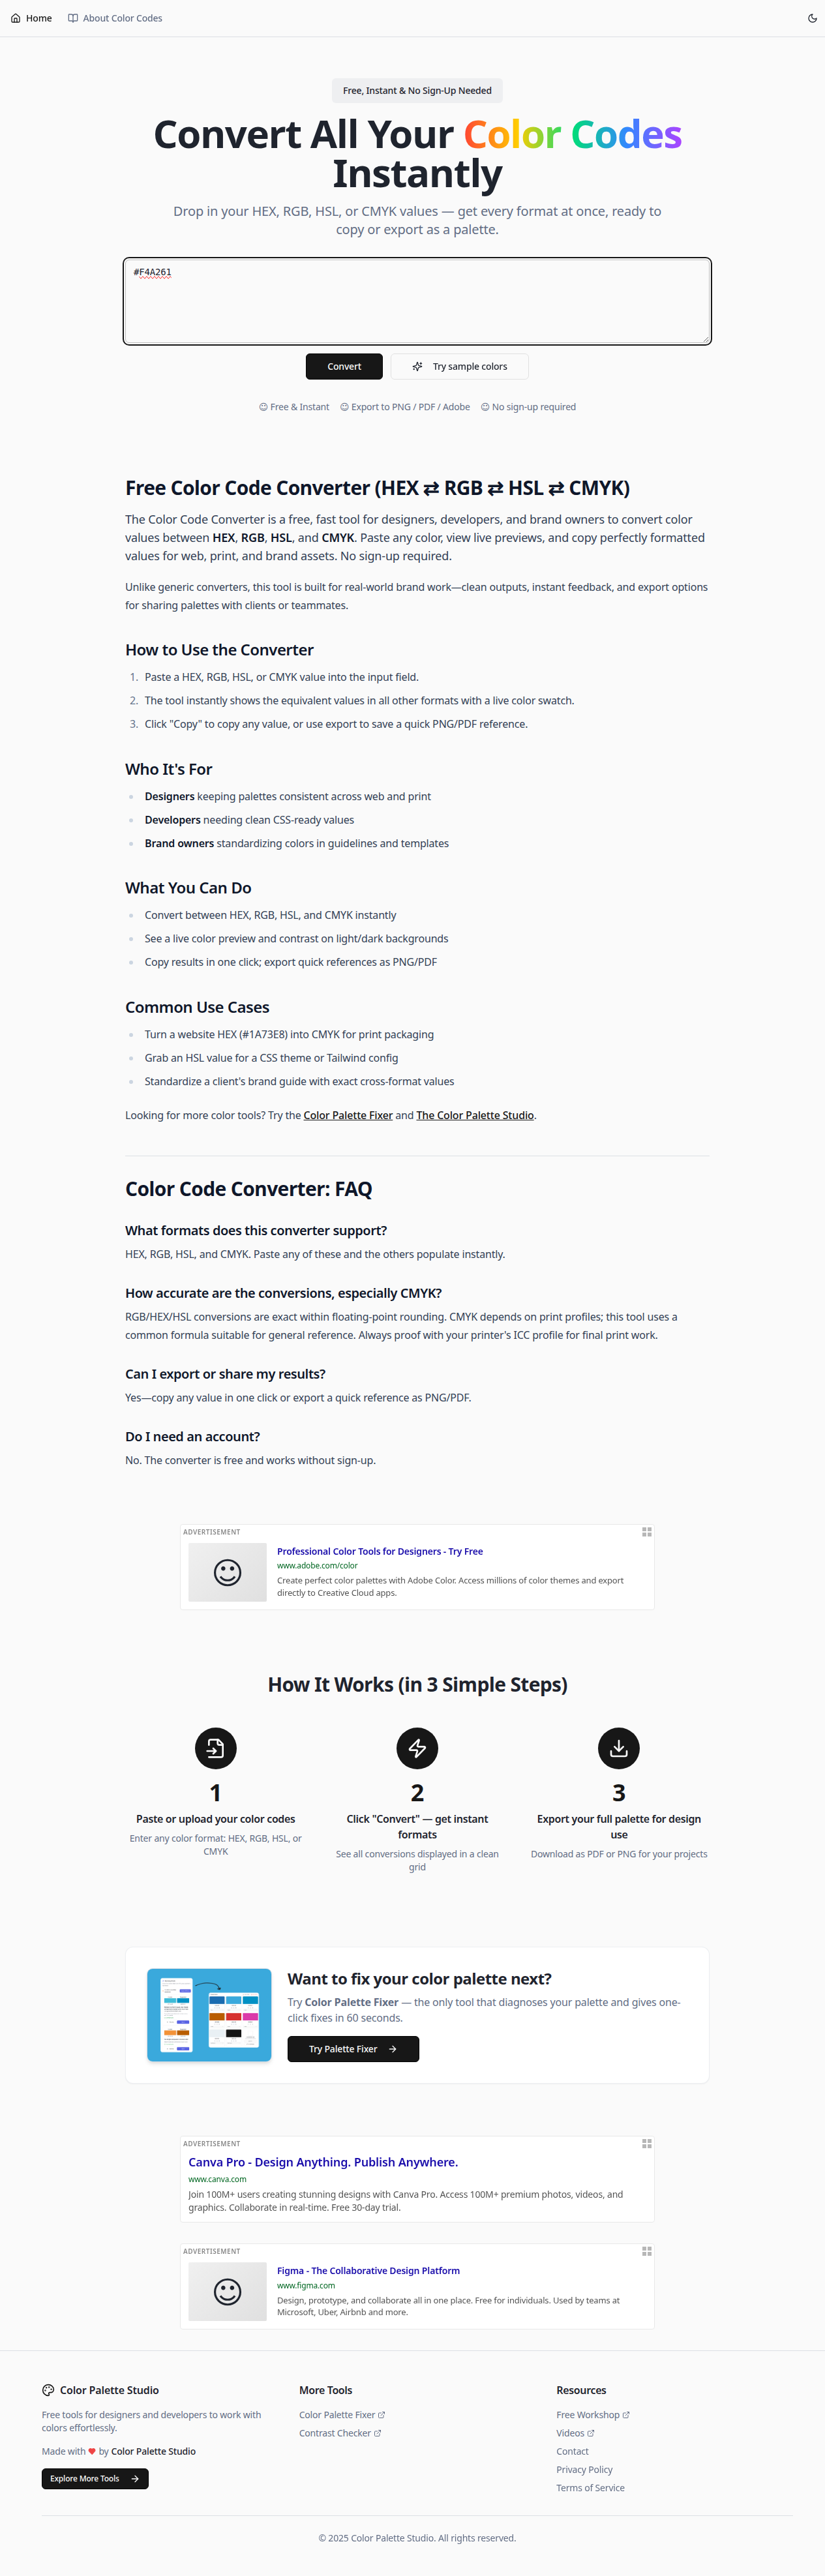 Home
About Color Codes
Free, Instant & No Sign-Up Needed
Convert All Your Color Codes
Instantly
Drop in your HEX, RGB, HSL, or CMYK values — get every format at once, ready to
copy or export as a palette.
#F4A261
Convert
Try sample colors
Free & Instant
Export to PNG / PDF / Adobe
No sign-up required
Free Color Code Converter (HEX ⇄ RGB ⇄ HSL ⇄ CMYK)
The Color Code Converter is a free, fast tool for designers, developers, and brand owners to convert color
values between HEX, RGB, HSL, and CMYK. Paste any color, view live previews, and copy perfectly formatted
values for web, print, and brand assets. No sign-up required.
Unlike generic converters, this tool is built for real-world brand work—clean outputs, instant feedback, and export options
for sharing palettes with clients or teammates.
How to Use the Converter
1. Paste a HEX, RGB, HSL, or CMYK value into the input field.
2. The tool instantly shows the equivalent values in all other formats with a live color swatch.
3. Click "Copy" to copy any value, or use export to save a quick PNG/PDF reference.
Who It's For
Designers keeping palettes consistent across web and print
Developers needing clean CSS-ready values
Brand owners standardizing colors in guidelines and templates
What You Can Do
Convert between HEX, RGB, HSL, and CMYK instantly
See a live color preview and contrast on light/dark backgrounds
Copy results in one click; export quick references as PNG/PDF
Common Use Cases
Turn a website HEX (#1A73E8) into CMYK for print packaging
Grab an HSL value for a CSS theme or Tailwind config
Standardize a client's brand guide with exact cross-format values
Looking for more color tools? Try the Color Palette Fixer and The Color Palette Studio.
Color Code Converter: FAQ
What formats does this converter support?
HEX, RGB, HSL, and CMYK. Paste any of these and the others populate instantly.
How accurate are the conversions, especially CMYK?
RGB/HEX/HSL conversions are exact within floating-point rounding. CMYK depends on print profiles; this tool uses a
common formula suitable for general reference. Always proof with your printer's ICC profile for final print work.
Can I export or share my results?
Yes—copy any value in one click or export a quick reference as PNG/PDF.
Do I need an account?
No. The converter is free and works without sign-up.
ADVERTISEMENT
Professional Color Tools for Designers - Try Free
www.adobe.com/color
Create perfect color palettes with Adobe Color. Access millions of color themes and export
directly to Creative Cloud apps.
How It Works (in 3 Simple Steps)
1
Paste or upload your color codes
Enter any color format: HEX, RGB, HSL, or
CMYK
2
Click "Convert" — get instant
formats
See all conversions displayed in a clean
grid
3
Export your full palette for design
use
Download as PDF or PNG for your projects
Want to fix your color palette next?
Try Color Palette Fixer — the only tool that diagnoses your palette and gives one-
click fixes in 60 seconds.
Try Palette Fixer
ADVERTISEMENT
Canva Pro - Design Anything. Publish Anywhere.
www.canva.com
Join 100M+ users creating stunning designs with Canva Pro. Access 100M+ premium photos, videos, and
graphics. Collaborate in real-time. Free 30-day trial.
ADVERTISEMENT
Figma - The Collaborative Design Platform
www.figma.com
Design, prototype, and collaborate all in one place. Free for individuals. Used by teams at
Microsoft, Uber, Airbnb and more.
Color Palette Studio
Free tools for designers and developers to work with
colors effortlessly.
Made with ♥ by Color Palette Studio
Explore More Tools
More Tools
Color Palette Fixer
Contrast Checker
Resources
Free Workshop
Videos
Contact
Privacy Policy
Terms of Service
© 2025 Color Palette Studio. All rights reserved.